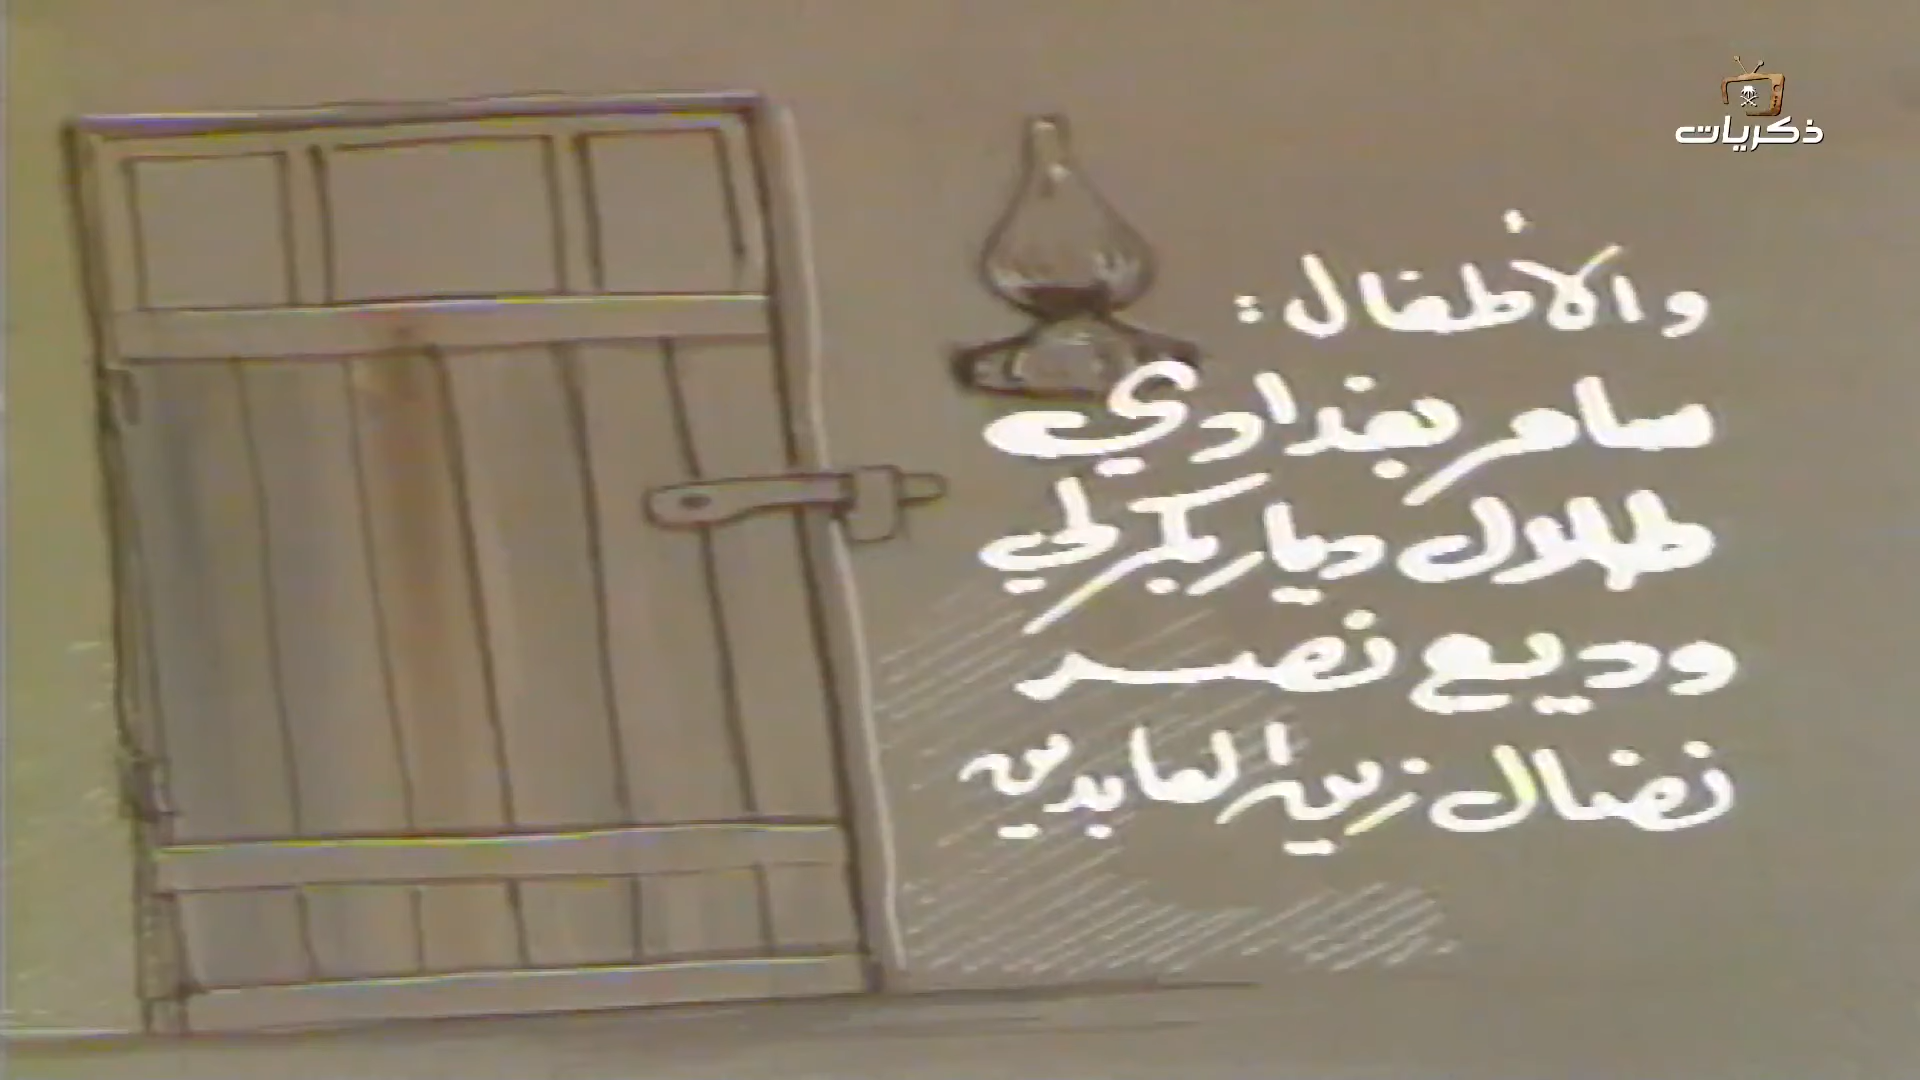 ذكريات
والأطفال:
سامر بغدادي
طلال ديار بكرلي
وديع نصر
نضال زين العابدين